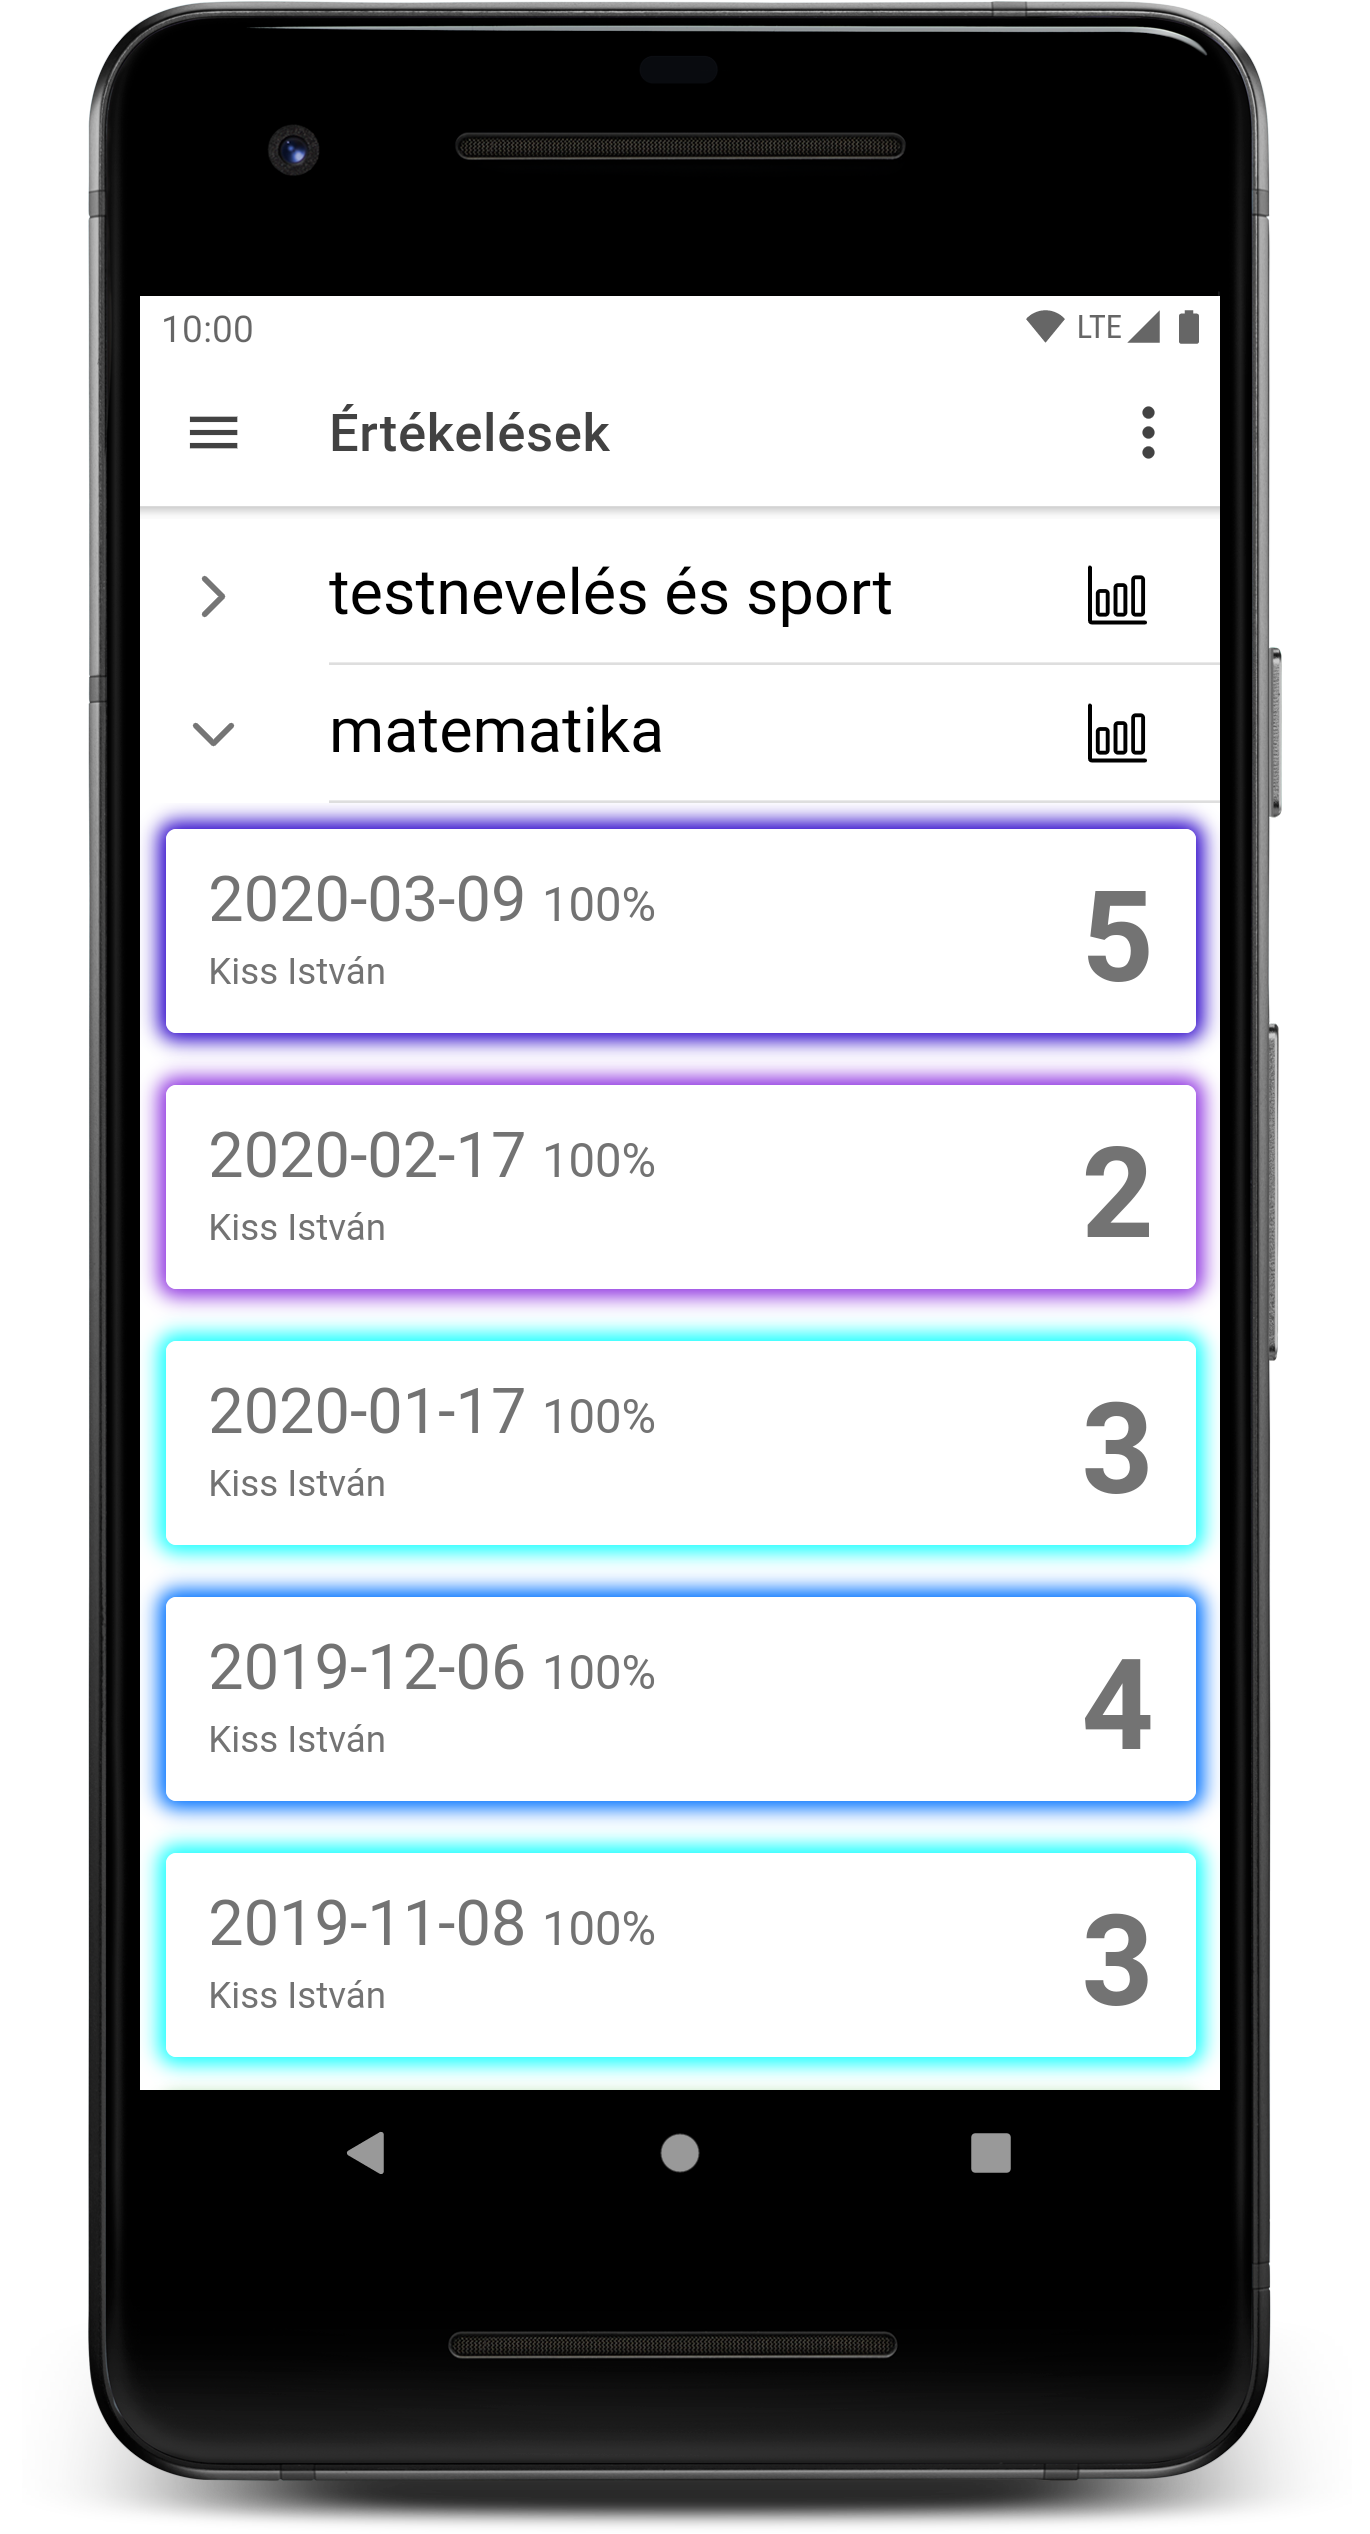 10:00 LTE
Értékelések
testnevelés és sport
matematika
2020-03-09 100%
Kiss István
5
2020-02-17 100%
Kiss István
2
2020-01-17 100%
Kiss István
3
2019-12-06 100%
Kiss István
4
2019-11-08 100%
Kiss István
3